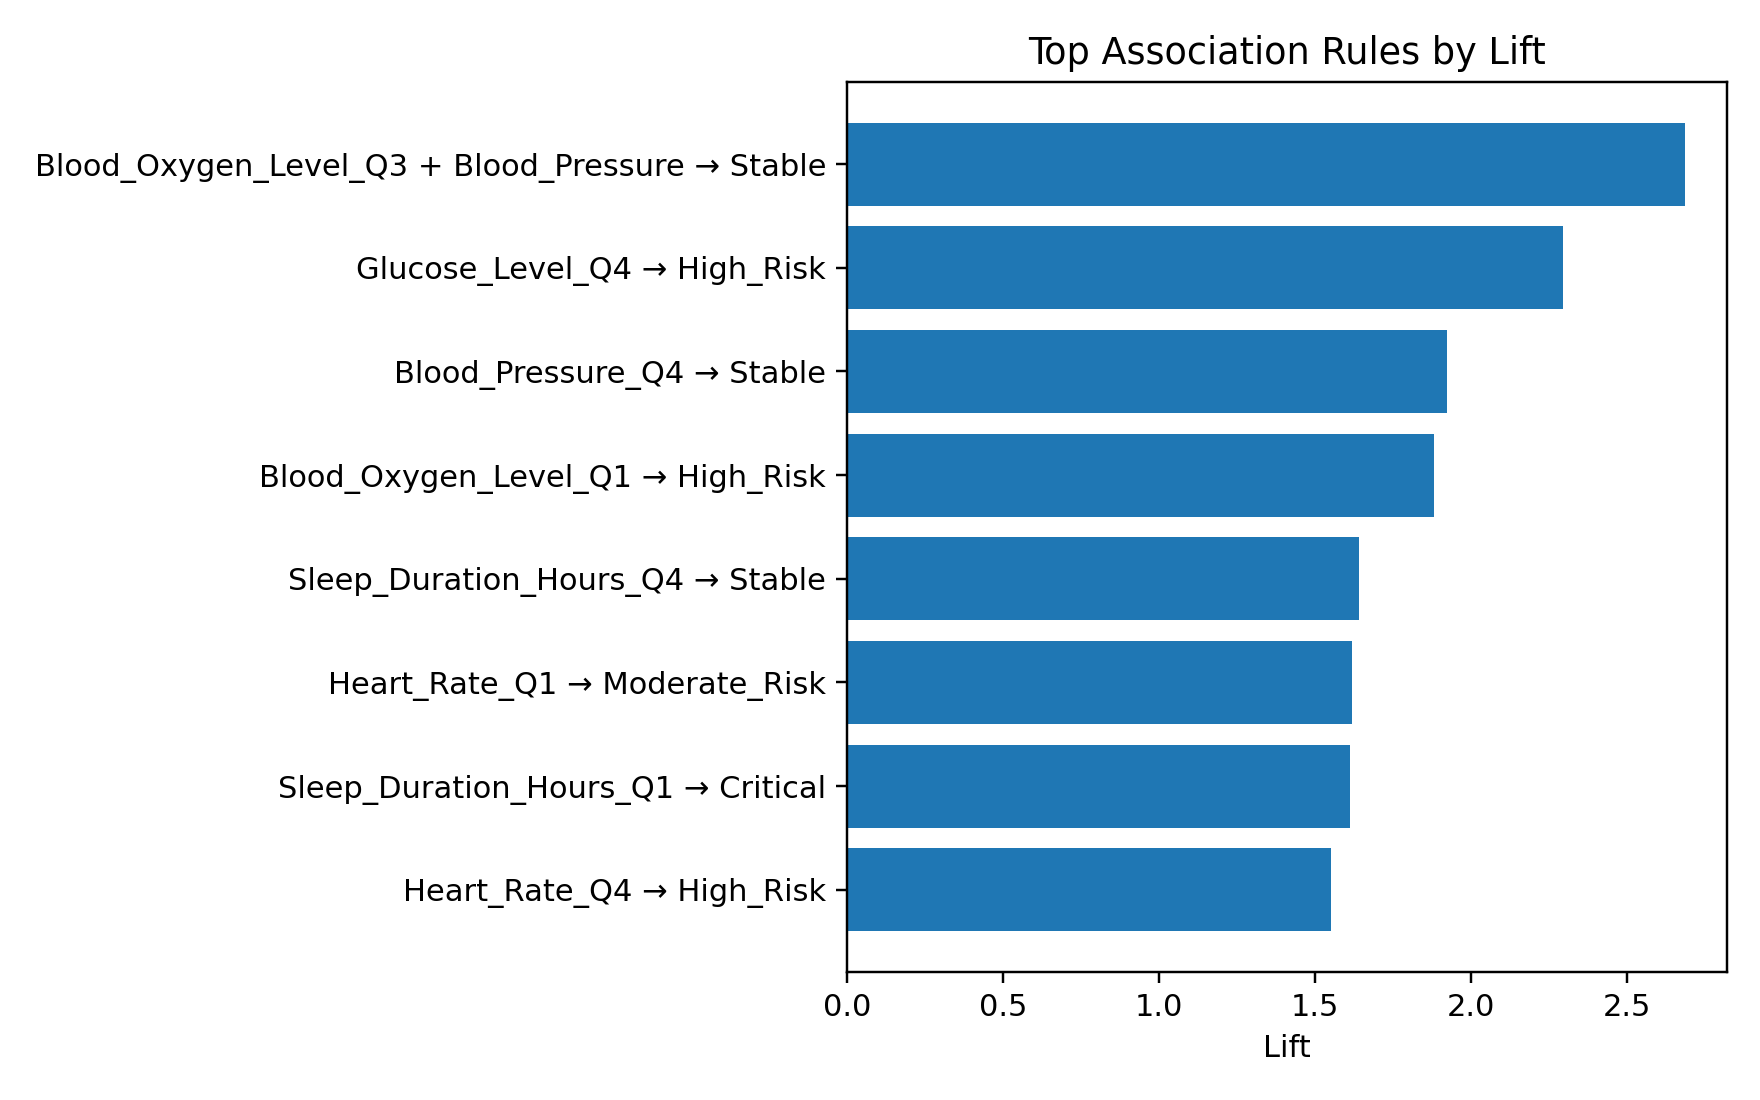 Top Association Rules by Lift
Blood_Oxygen_Level_Q3 + Blood_Pressure → Stable
Glucose_Level_Q4 → High_Risk
Blood_Pressure_Q4 → Stable
Blood_Oxygen_Level_Q1 → High_Risk
Sleep_Duration_Hours_Q4 → Stable
Heart_Rate_Q1 → Moderate_Risk
Sleep_Duration_Hours_Q1 → Critical
Heart_Rate_Q4 → High_Risk
0.0 0.5 1.0 1.5 2.0 2.5
Lift